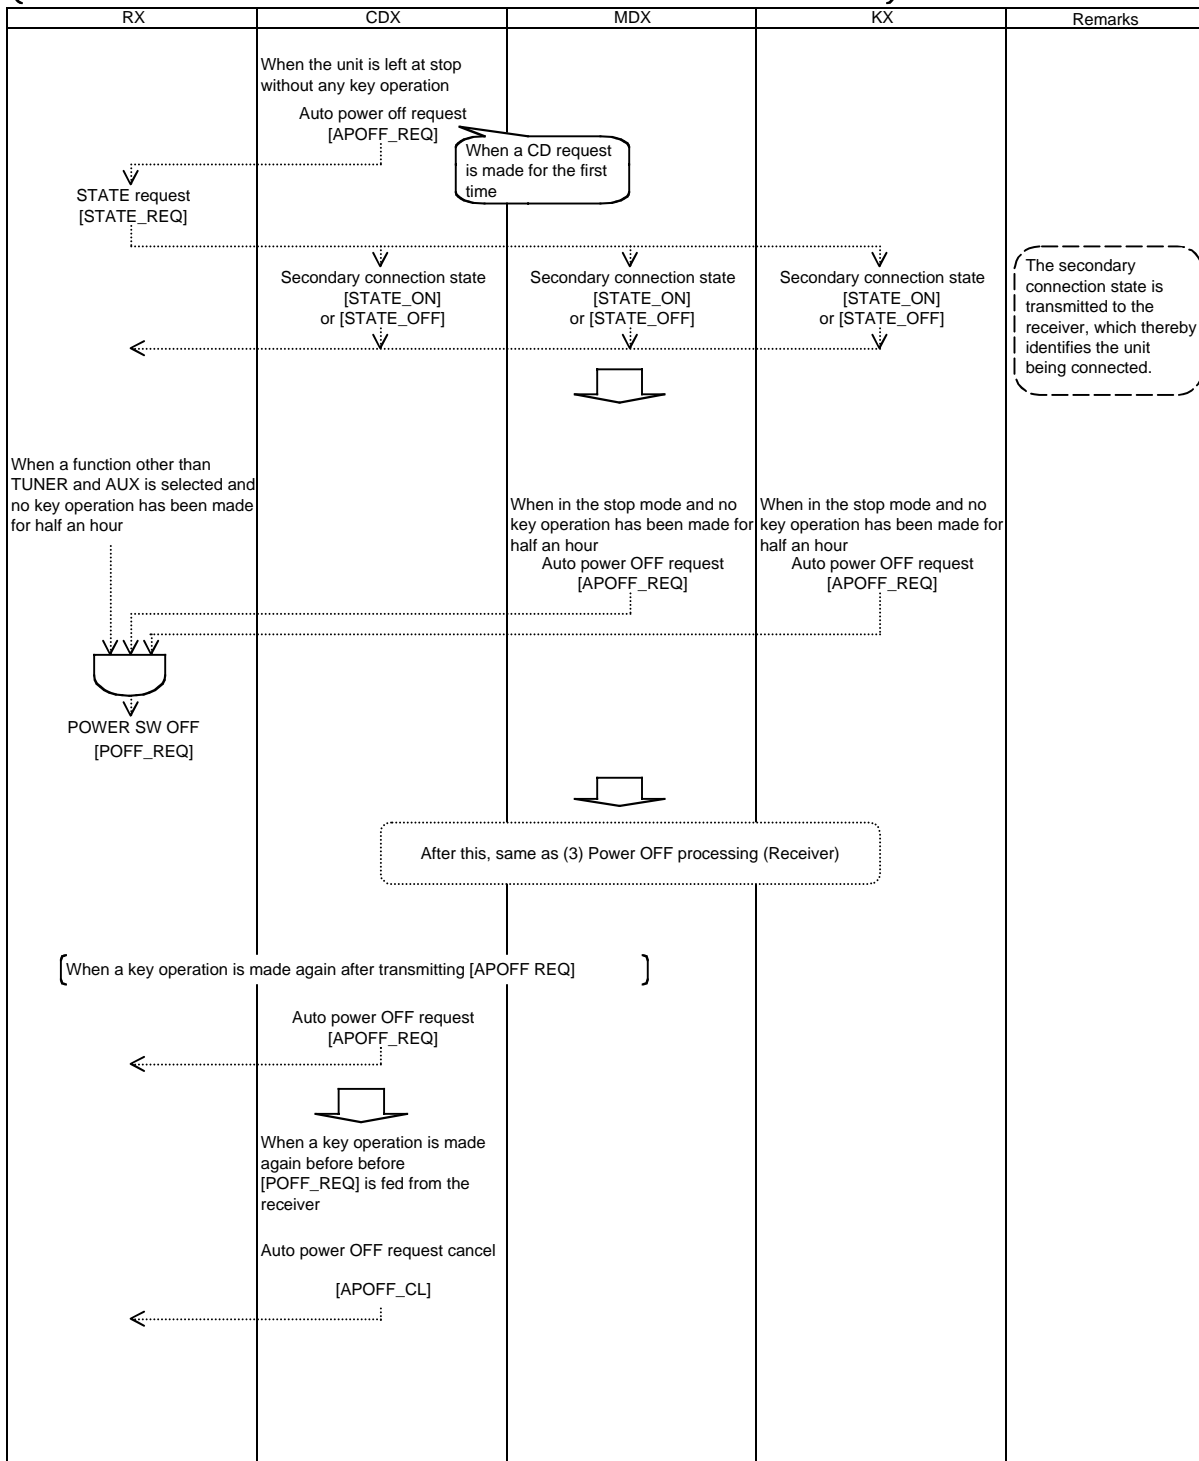 RX
CDX
MDX
KX
Remarks
When the unit is left at stop
without any key operation
Auto power off request
[APOFF_REQ]
When a CD request
is made for the first
time
STATE request
[STATE_REQ]
Secondary connection state
[STATE_ON]
or [STATE_OFF]
Secondary connection state
[STATE_ON]
or [STATE_OFF]
Secondary connection state
[STATE_ON]
or [STATE_OFF]
The secondary
connection state is
transmitted to the
receiver, which thereby
identifies the unit
being connected.
When a function other than
TUNER and AUX is selected and
no key operation has been made
for half an hour
When in the stop mode and no
key operation has been made for
half an hour
Auto power OFF request
[APOFF_REQ]
When in the stop mode and no
key operation has been made for
half an hour
Auto power OFF request
[APOFF_REQ]
POWER SW OFF
[POFF_REQ]
After this, same as (3) Power OFF processing (Receiver)
When a key operation is made again after transmitting [APOFF REQ]
Auto power OFF request
[APOFF_REQ]
When a key operation is made
again before before
[POFF_REQ] is fed from the
receiver
Auto power OFF request cancel
[APOFF_CL]